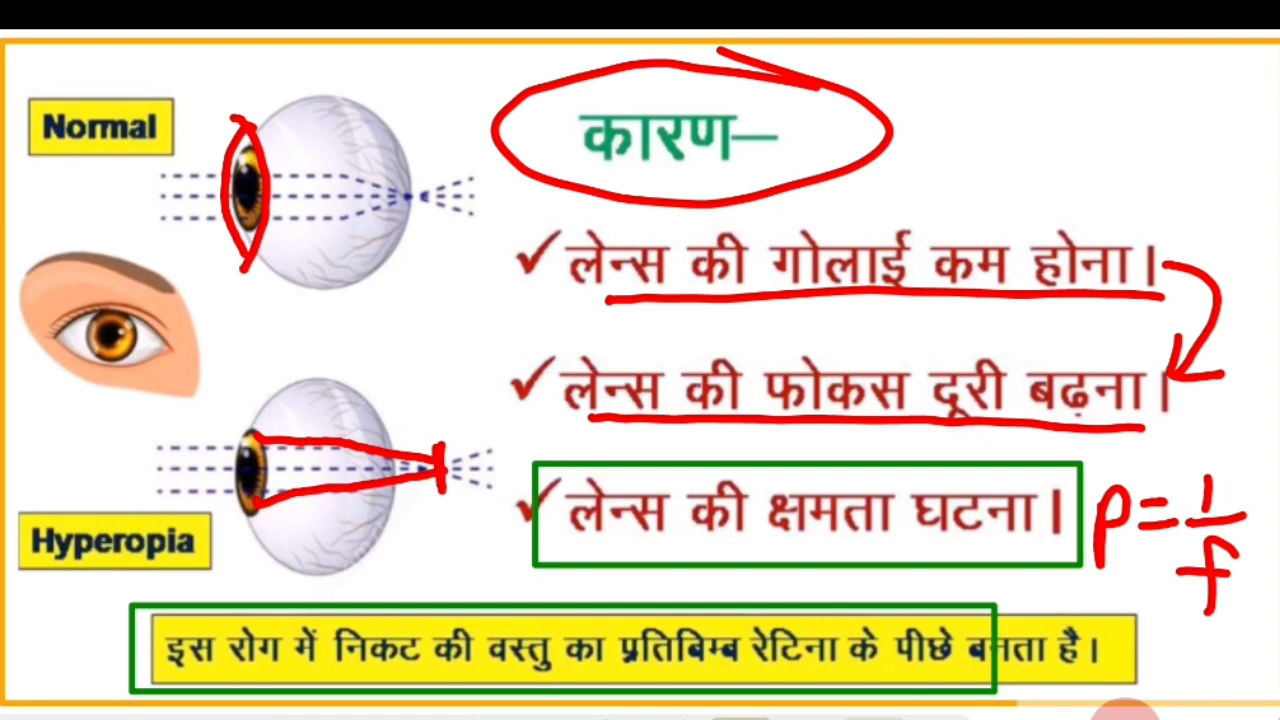 Normal
कारण–
लेन्स की गोलाई कम होना।
लेन्स की फोकस दूरी बढ़ना।
लेन्स की क्षमता घटना।
P=1/f
Hyperopia
इस रोग में निकट की वस्तु का प्रतिबिम्ब रेटिना के पीछे बनता है।